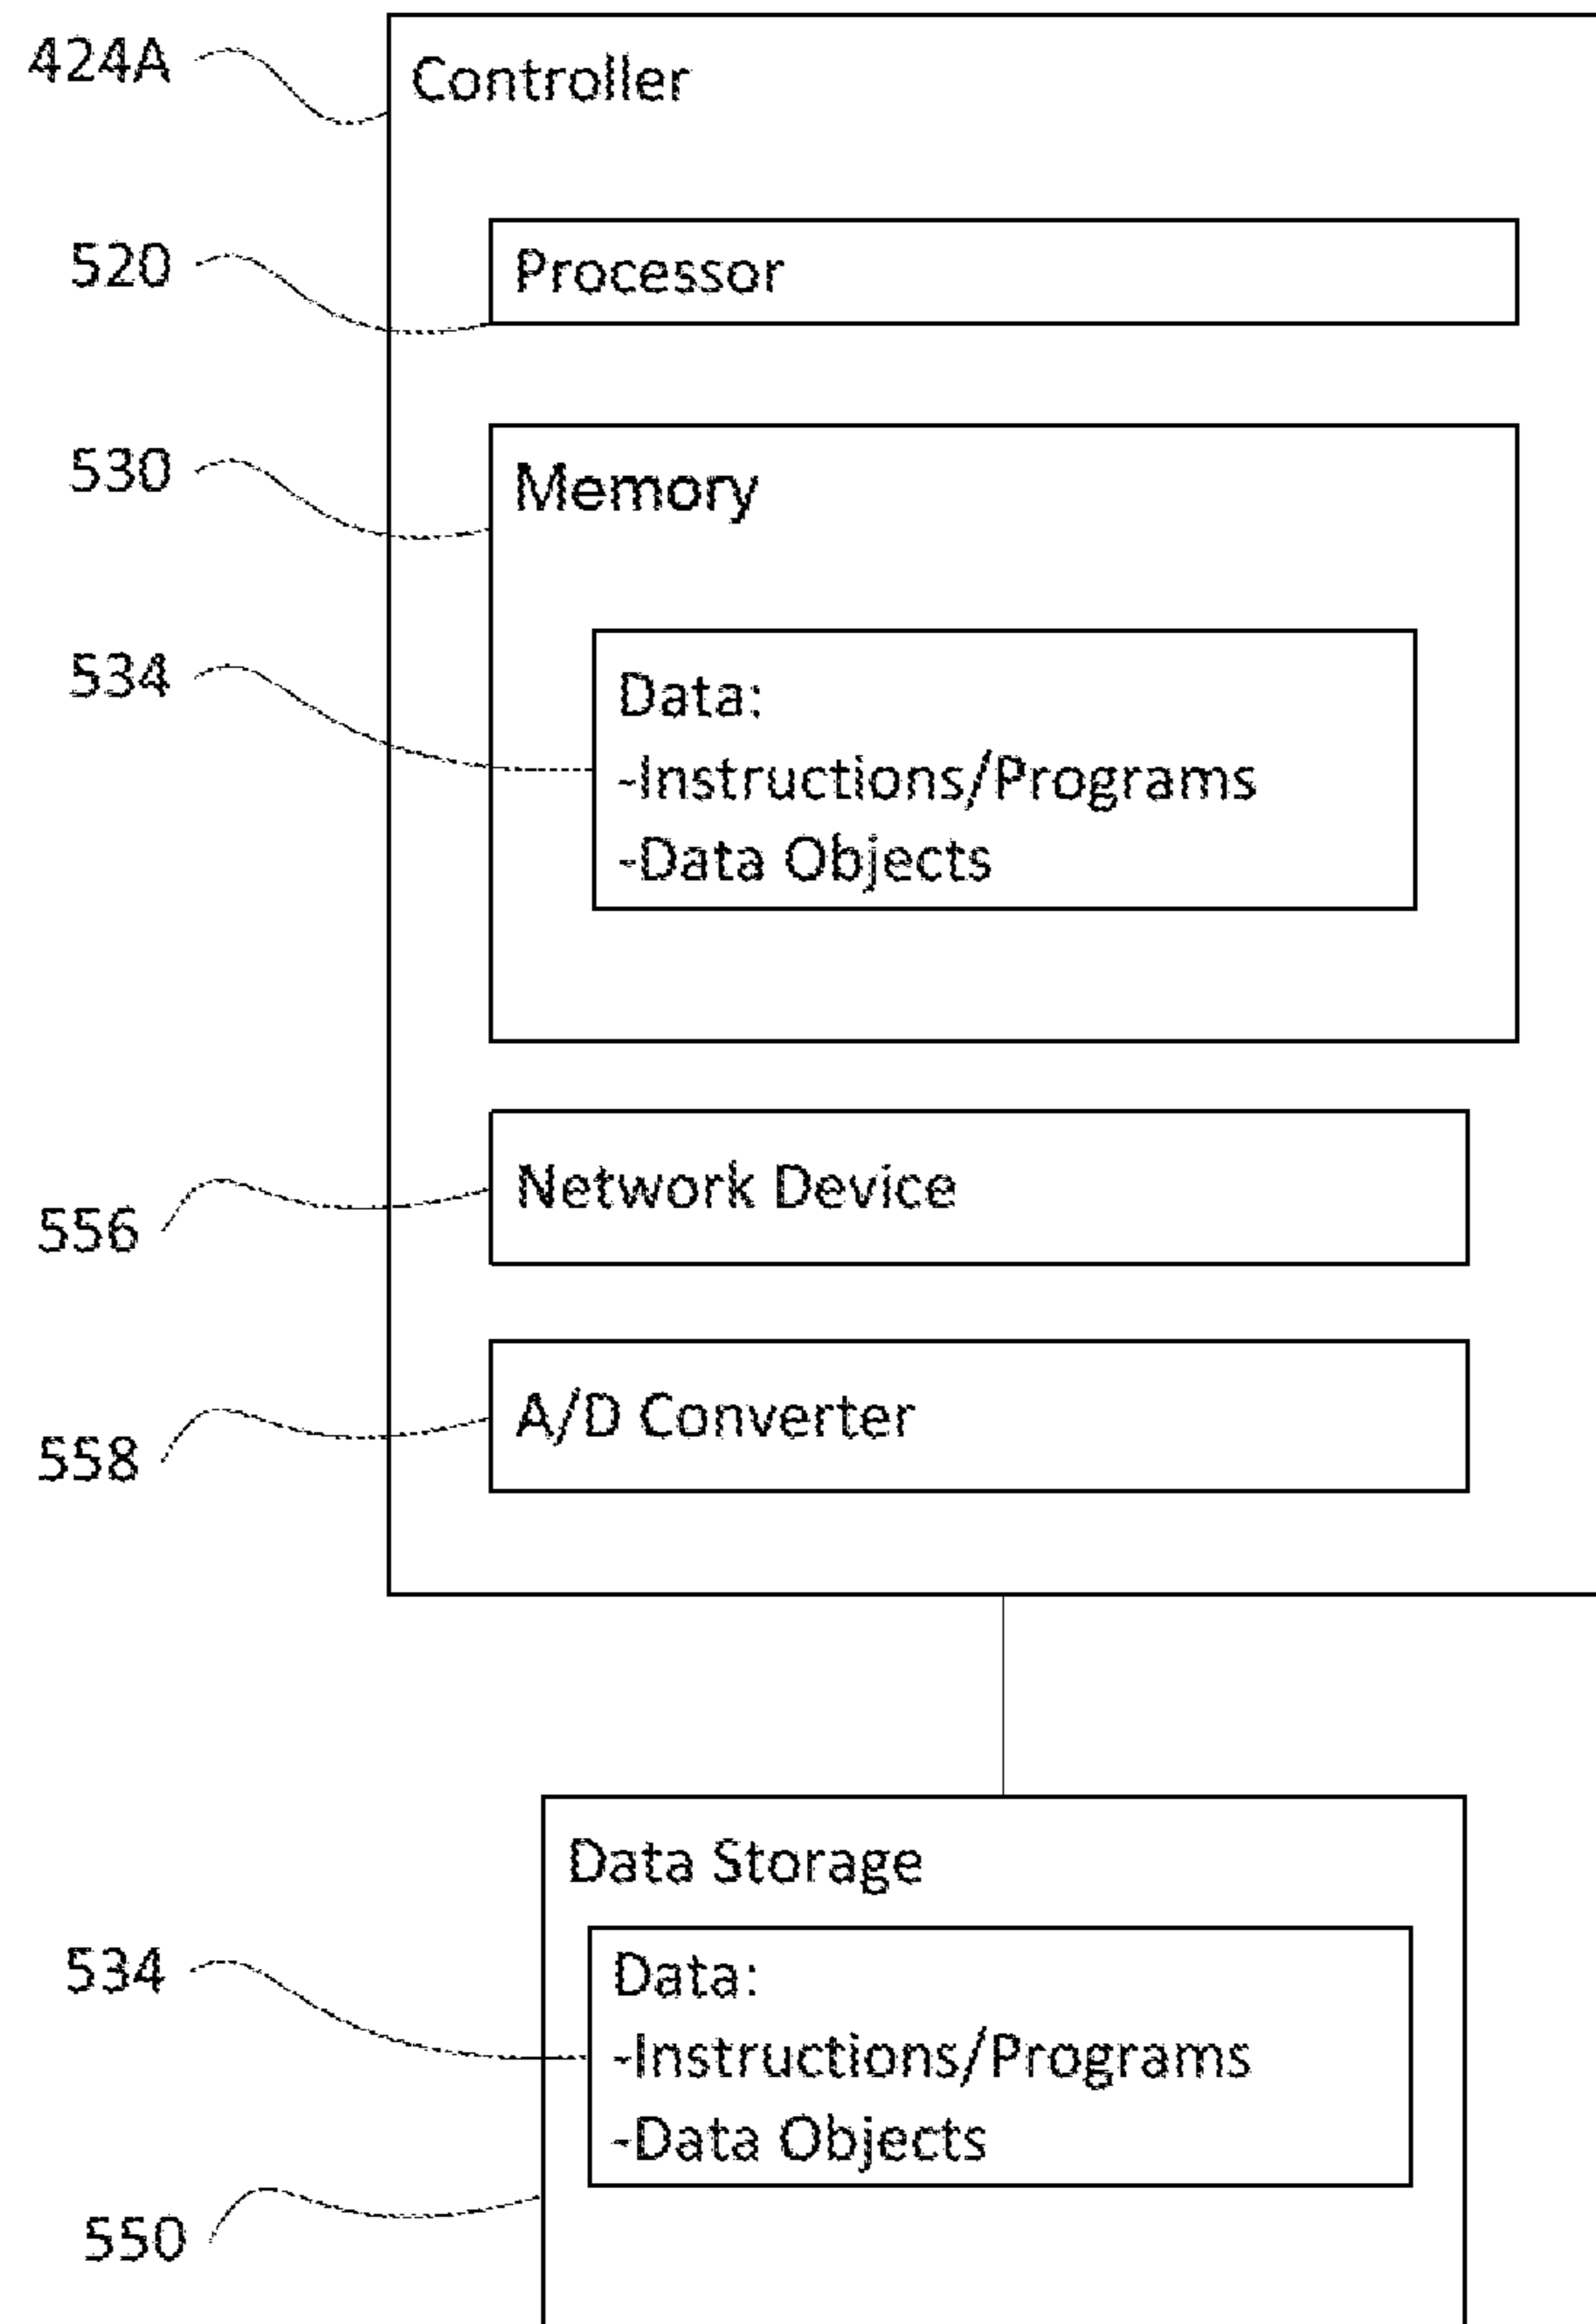 424A
Controller
520
Processor
530
Memory
534
Data:
-Instructions/Programs
-Data Objects
556
Network Device
558
A/D Converter
Data Storage
534
Data:
-Instructions/Programs
-Data Objects
550